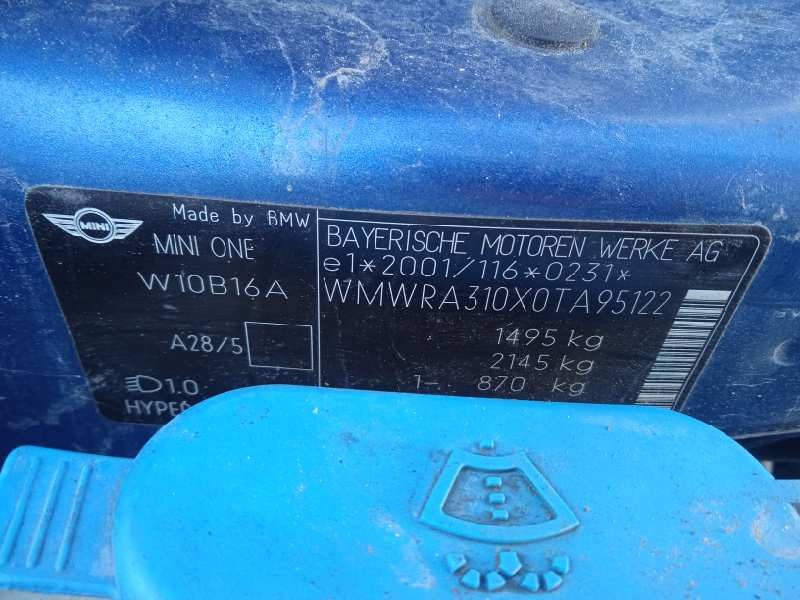 MINI
Made by BMW
MINI ONE
W10B16A
A28/5
1.0
BAYERISCHE MOTOREN WERKE AG
e1*2001/116*0231*
WMWRA310X0TA95122
1495 kg
2145 kg
1- 870 kg